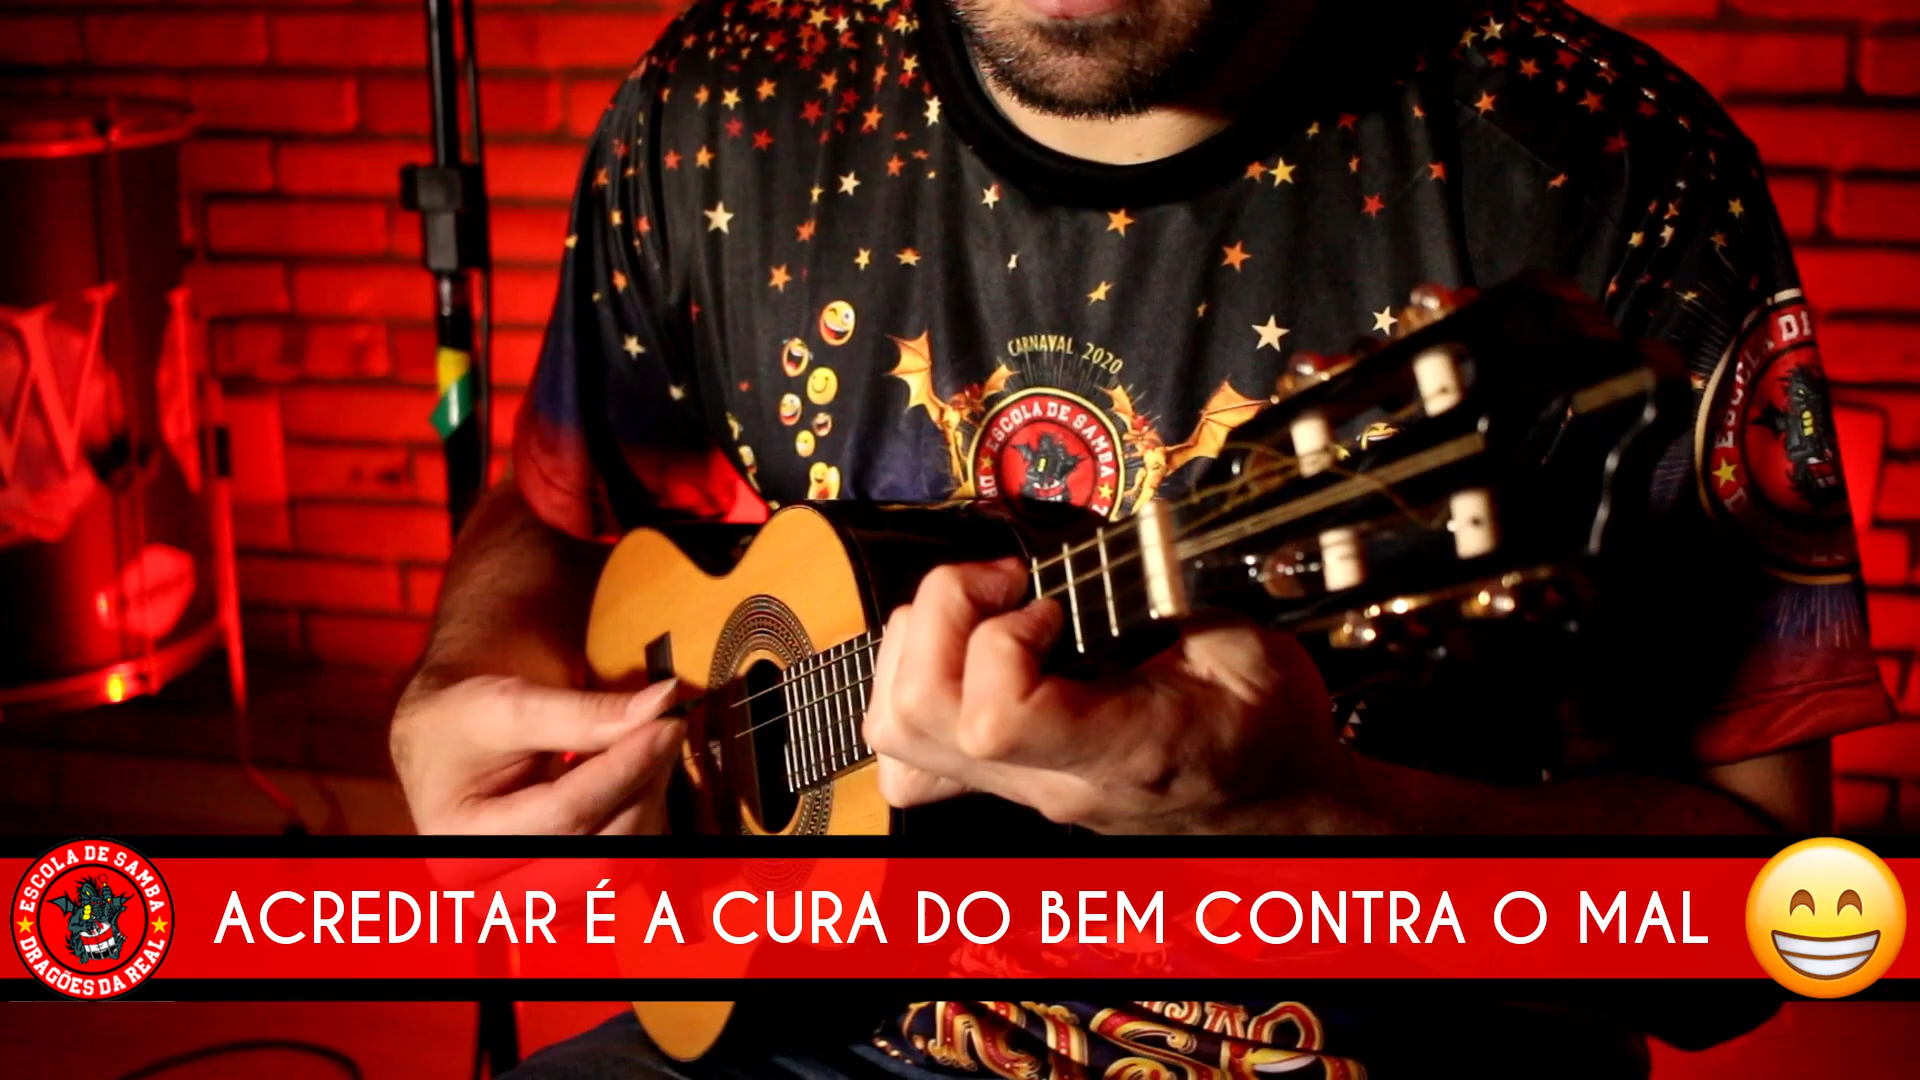 CARNAVAL 2020
ESCOLA DE SAMBA
ESCOLA DE SAMBA
DRAGÕES DA REAL
ACREDITAR É A CURA DO BEM CONTRA O MAL